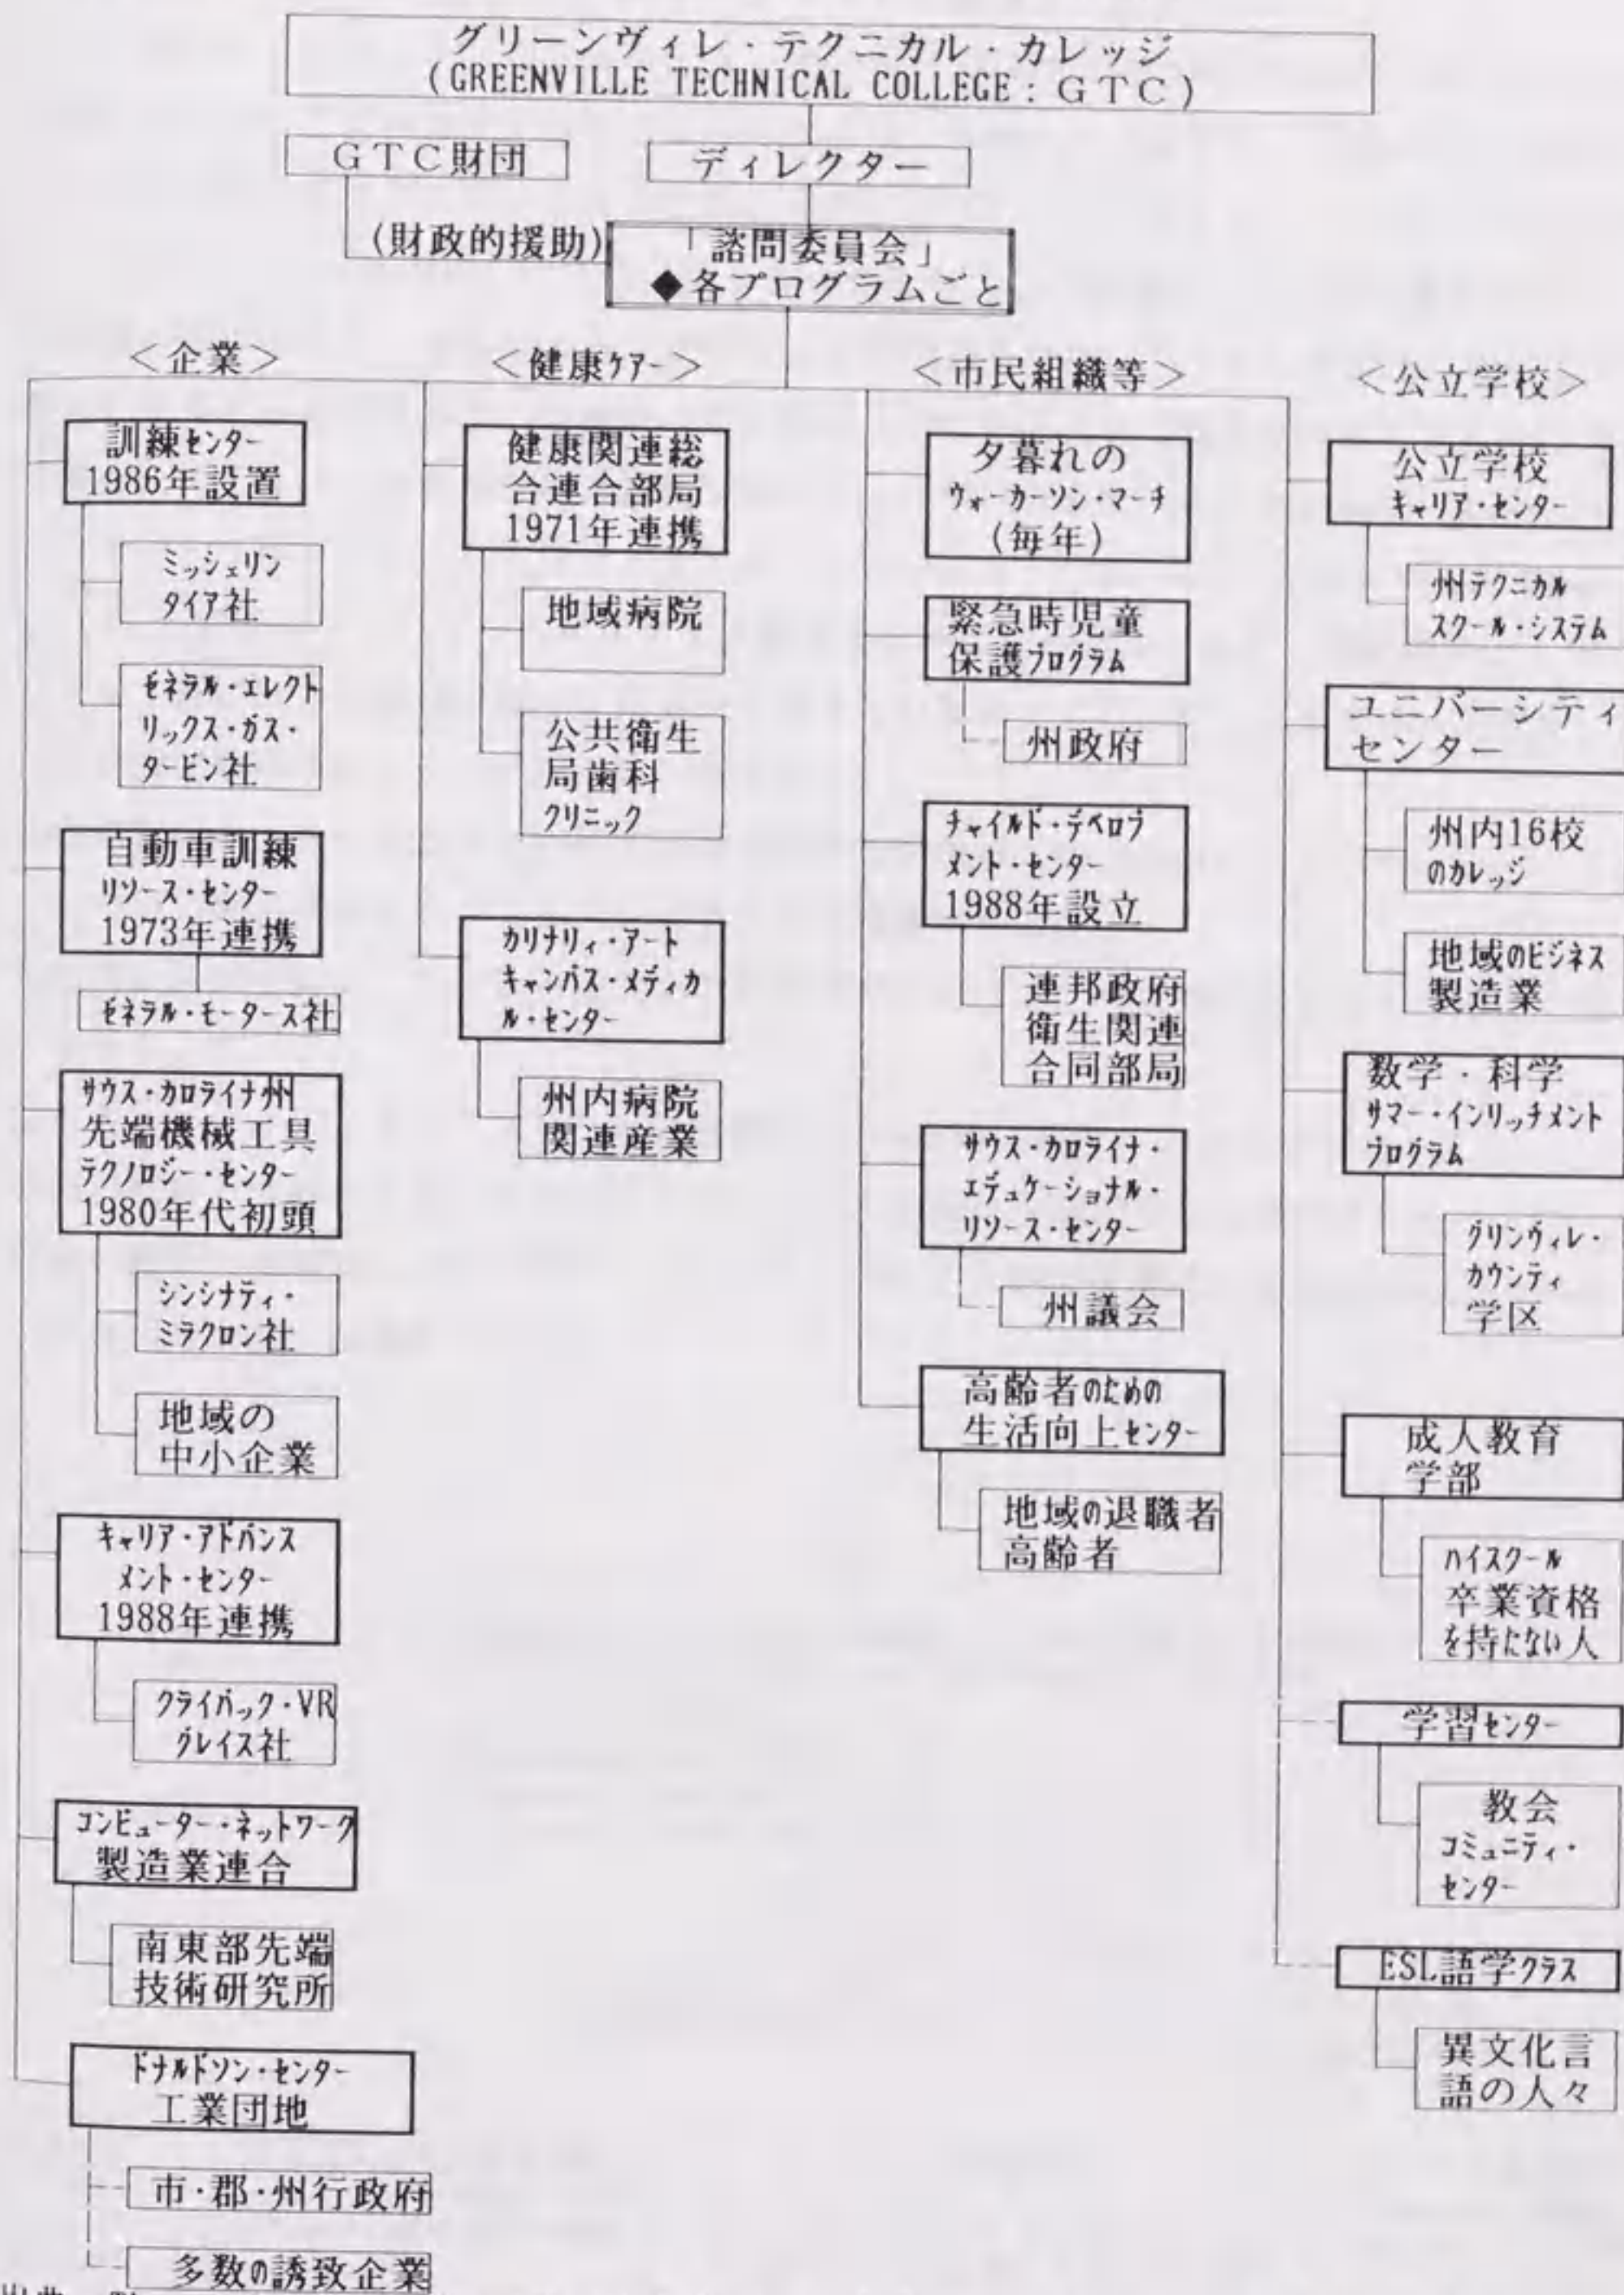 グリーンヴィレ・テクニカル・カレッジ
(GREENVILLE TECHNICAL COLLEGE：GTC)
GTC財団
ディレクター
(財政的援助)
「諮問委員会」
◆各プログラムごと
＜企業＞
訓練センター
1986年設置
ミッシェリン
タイア社
ゼネラル・エレクト
リックス・ガス・
タービン社
自動車訓練
リソース・センター
1973年連携
ゼネラル・モータース社
サウス・カロライナ州
先端機械工具
テクノロジー・センター
1980年代初頭
シンシナティ・
ミラクロン社
地域の
中小企業
キャリア・アドバンス
メント・センター
1988年連携
クライバック・VR
グレイス社
コンピューター・ネットワーク
製造業連合
南東部先端
技術研究所
ドナルドソン・センター
工業団地
市・郡・州行政府
多数の誘致企業
＜健康ケアー＞
健康関連総
合連合部局
1971年連携
地域病院
公共衛生
局歯科
クリニック
カリナリィ・アート
キャンパス・メディカ
ル・センター
州内病院
関連産業
＜市民組織等＞
夕暮れの
ウォーカーソン・マーチ
(毎年)
緊急時児童
保護プログラム
州政府
チャイルド・デベロプ
メント・センター
1988年設立
連邦政府
衛生関連
合同部局
サウス・カロライナ・
エデュケーショナル・
リソース・センター
州議会
高齢者のための
生活向上センター
地域の退職者
高齢者
＜公立学校＞
公立学校
キャリア・センター
州テクニカル
スクール・システム
ユニバーシティ
センター
州内16校
のカレッジ
地域のビジネス
製造業
数学・科学
サマー・インリッチメント
プログラム
グリンヴィレ・
カウンティ
学区
成人教育
学部
ハイスクール
卒業資格
を持たない人
学習センター
教会
コミュニティ・
センター
ESL語学クラス
異文化言
語の人々